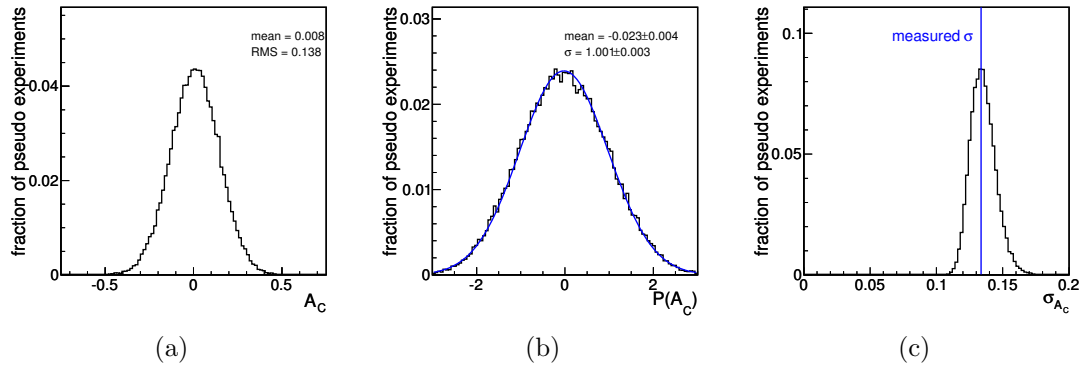 fraction of pseudo experiments
0.04
0.02
0
mean = 0.008
RMS = 0.138
-0.5 0 0.5
A_C
(a)
fraction of pseudo experiments
0.03
0.02
0.01
0
mean = -0.023±0.004
σ = 1.001±0.003
-2 0 2
P(A_C)
(b)
fraction of pseudo experiments
0.1
0.05
0
measured σ
0 0.05 0.1 0.15 0.2
σ_{A_C}
(c)